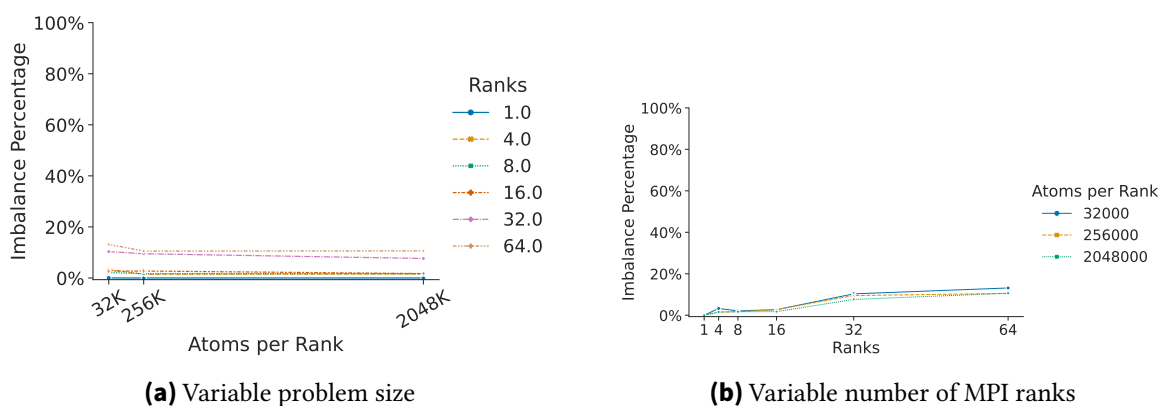 100%
80%
60%
40%
20%
0%
Imbalance Percentage
32K 256K 2048K
Atoms per Rank
Ranks
1.0
4.0
8.0
16.0
32.0
64.0
(a) Variable problem size
100%
80%
60%
40%
20%
0%
Imbalance Percentage
1 4 8 16 32 64
Ranks
Atoms per Rank
32000
256000
2048000
(b) Variable number of MPI ranks